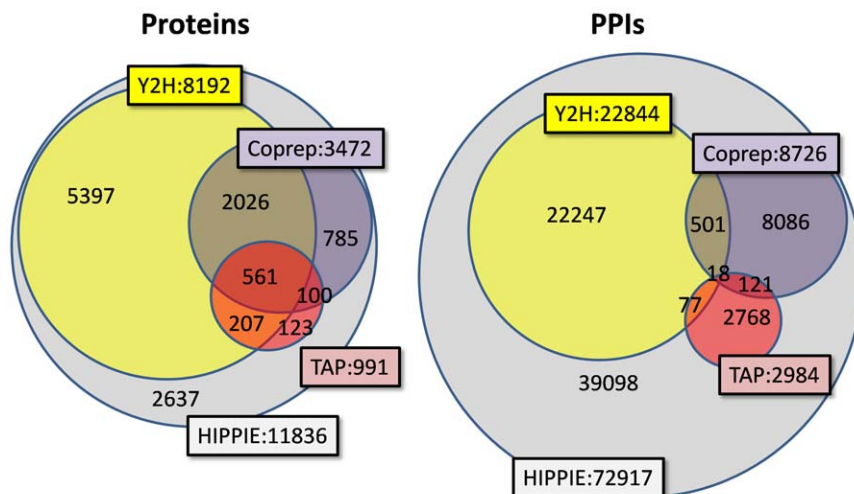 Proteins
Y2H:8192
Coprep:3472
5397
2026
785
561
100
207
123
TAP:991
2637
HIPPIE:11836
PPIs
Y2H:22844
Coprep:8726
22247
501
8086
18
121
77
2768
TAP:2984
39098
HIPPIE:72917